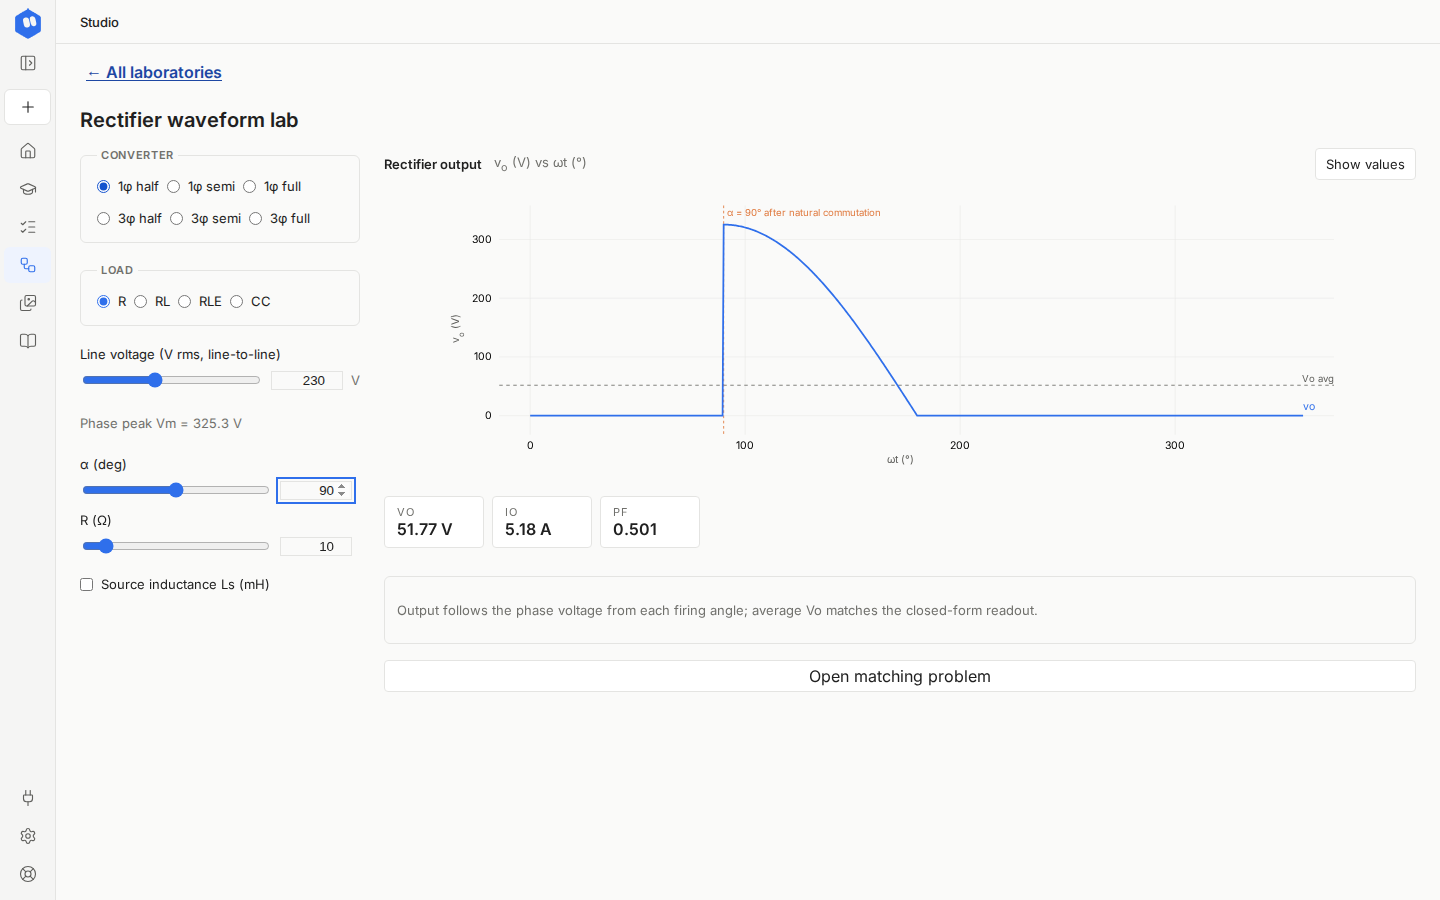 Studio
← All laboratories
Rectifier waveform lab
CONVERTER
1φ half 1φ semi 1φ full
3φ half 3φ semi 3φ full
LOAD
R RL RLE CC
Line voltage (V rms, line-to-line)
230 V
Phase peak Vm = 325.3 V
α (deg)
90
R (Ω)
10
Source inductance Ls (mH)
Rectifier output vo (V) vs ωt (°)
Show values
α = 90° after natural commutation
300
200
100
0
vo (V)
Vo avg
vo
0 100 200 300
ωt (°)
VO
51.77 V
IO
5.18 A
PF
0.501
Output follows the phase voltage from each firing angle; average Vo matches the closed-form readout.
Open matching problem